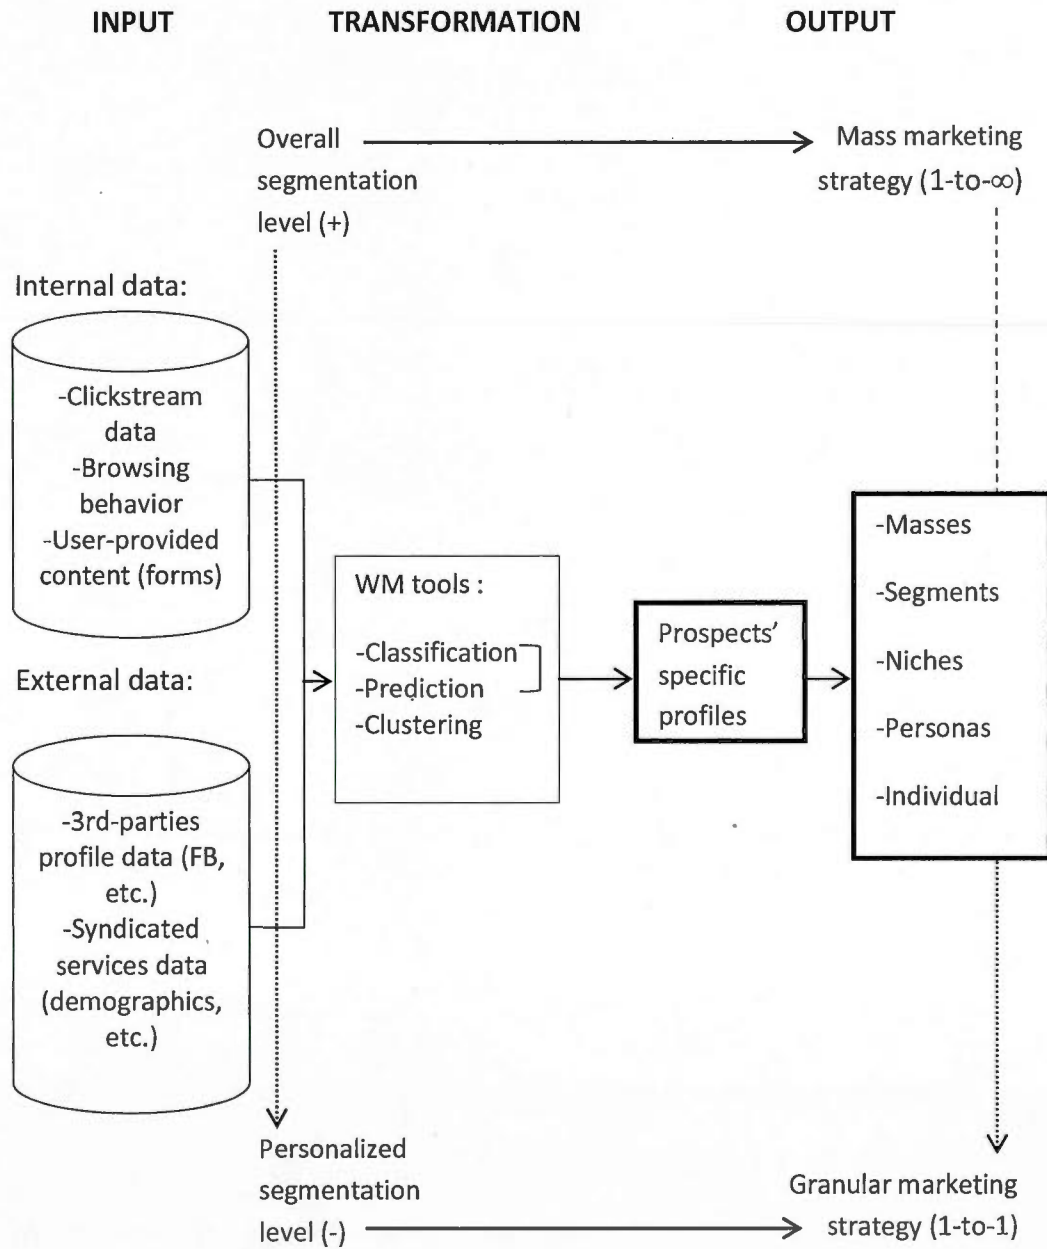 INPUT
TRANSFORMATION
OUTPUT
Overall
segmentation
level (+)
Mass marketing
strategy (1-to-∞)
Internal data:
-Clickstream
data
-Browsing
behavior
-User-provided
content (forms)
External data:
-3rd-parties
profile data (FB,
etc.)
-Syndicated
services data
(demographics,
etc.)
WM tools :
-Classification
-Prediction
-Clustering
Prospects’
specific
profiles
-Masses
-Segments
-Niches
-Personas
-Individual
Personalized
segmentation
level (-)
Granular marketing
strategy (1-to-1)